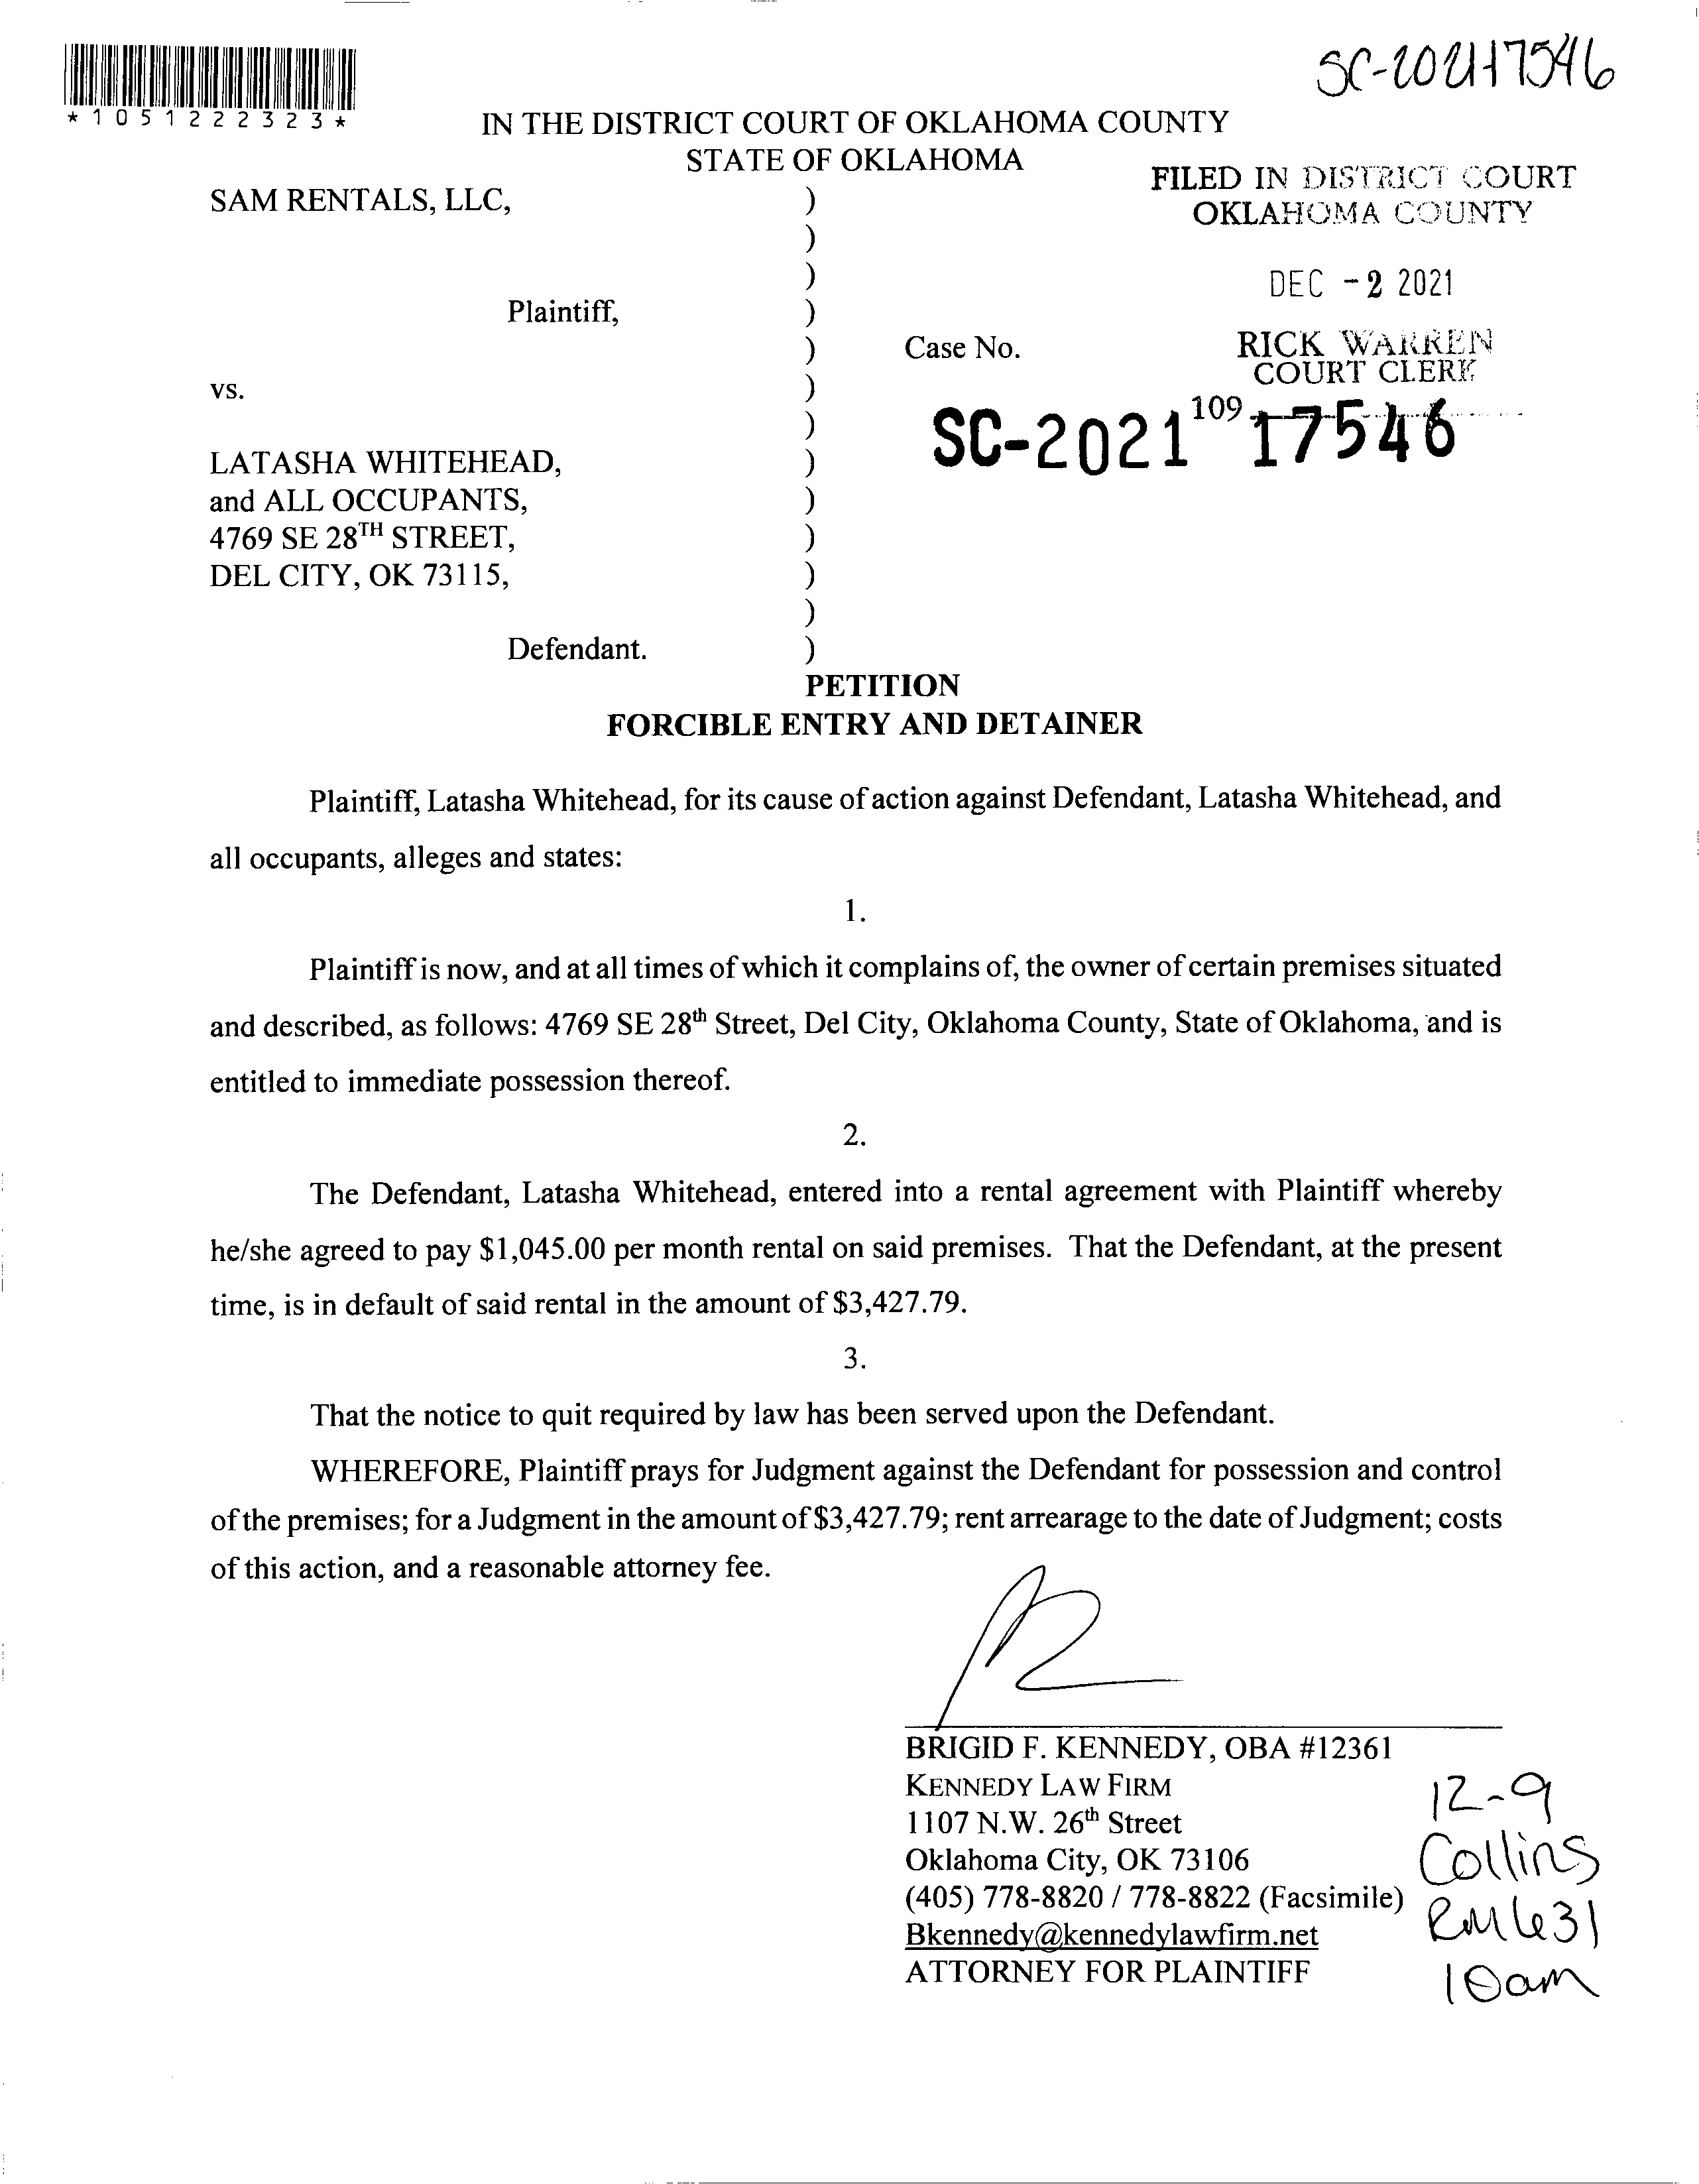 SC-2021-17546
*1051222323*
IN THE DISTRICT COURT OF OKLAHOMA COUNTY
STATE OF OKLAHOMA
FILED IN DISTRICT COURT
OKLAHOMA COUNTY
SAM RENTALS, LLC, )
)
)
DEC - 2 2021
Plaintiff, )
) Case No.
RICK WARREN
COURT CLERK
vs. )
109
) SC-2021 17546
LATASHA WHITEHEAD, )
and ALL OCCUPANTS, )
4769 SE 28TH STREET, )
DEL CITY, OK 73115, )
)
Defendant. )
PETITION
FORCIBLE ENTRY AND DETAINER
Plaintiff, Latasha Whitehead, for its cause of action against Defendant, Latasha Whitehead, and
all occupants, alleges and states:
1.
Plaintiff is now, and at all times of which it complains of, the owner of certain premises situated
and described, as follows: 4769 SE 28th Street, Del City, Oklahoma County, State of Oklahoma, and is
entitled to immediate possession thereof.
2.
The Defendant, Latasha Whitehead, entered into a rental agreement with Plaintiff whereby
he/she agreed to pay $1,045.00 per month rental on said premises. That the Defendant, at the present
time, is in default of said rental in the amount of $3,427.79.
3.
That the notice to quit required by law has been served upon the Defendant.
WHEREFORE, Plaintiff prays for Judgment against the Defendant for possession and control
of the premises; for a Judgment in the amount of $3,427.79; rent arrearage to the date of Judgment; costs
of this action, and a reasonable attorney fee.
BRIGID F. KENNEDY, OBA #12361
KENNEDY LAW FIRM
1107 N.W. 26th Street
Oklahoma City, OK 73106
(405) 778-8820 / 778-8822 (Facsimile)
Bkennedy@kennedylawfirm.net
ATTORNEY FOR PLAINTIFF
12-9
Collins
RM 631
10am